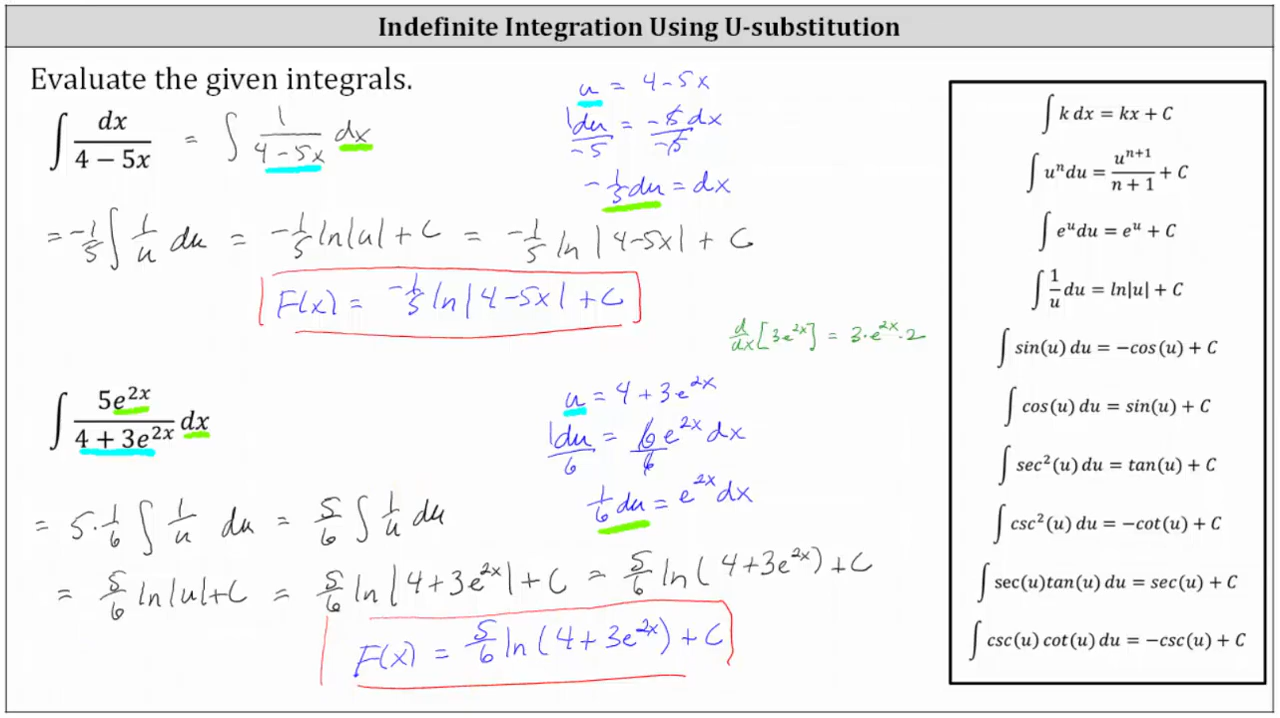 Indefinite Integration Using U-substitution
Evaluate the given integrals.
∫ dx/(4 − 5x) = ∫ 1/(4−5x) dx
u = 4−5x
1du/−5 = −5dx/−5
−1/5 du = dx
= −1/5 ∫ 1/u du = −1/5 ln|u| + C = −1/5 ln |4−5x| + C
F(x) = −1/5 ln|4−5x| + C
d/dx[3e^{2x}] = 3·e^{2x}·2
∫ 5e^{2x}/(4 + 3e^{2x}) dx
u = 4 + 3e^{2x}
1du/6 = 6e^{2x}dx/6
1/6 du = e^{2x}dx
= 5·1/6 ∫ 1/u du = 5/6 ∫ 1/u du
= 5/6 ln|u|+C = 5/6 ln|4+3e^{2x}|+C = 5/6 ln(4+3e^{2x})+C
F(x) = 5/6 ln(4+3e^{2x})+C
∫ k dx = kx + C
∫ u^n du = u^{n+1}/(n + 1) + C
∫ e^u du = e^u + C
∫ 1/u du = ln|u| + C
∫ sin(u) du = −cos(u) + C
∫ cos(u) du = sin(u) + C
∫ sec²(u) du = tan(u) + C
∫ csc²(u) du = −cot(u) + C
∫ sec(u)tan(u) du = sec(u) + C
∫ csc(u) cot(u) du = −csc(u) + C